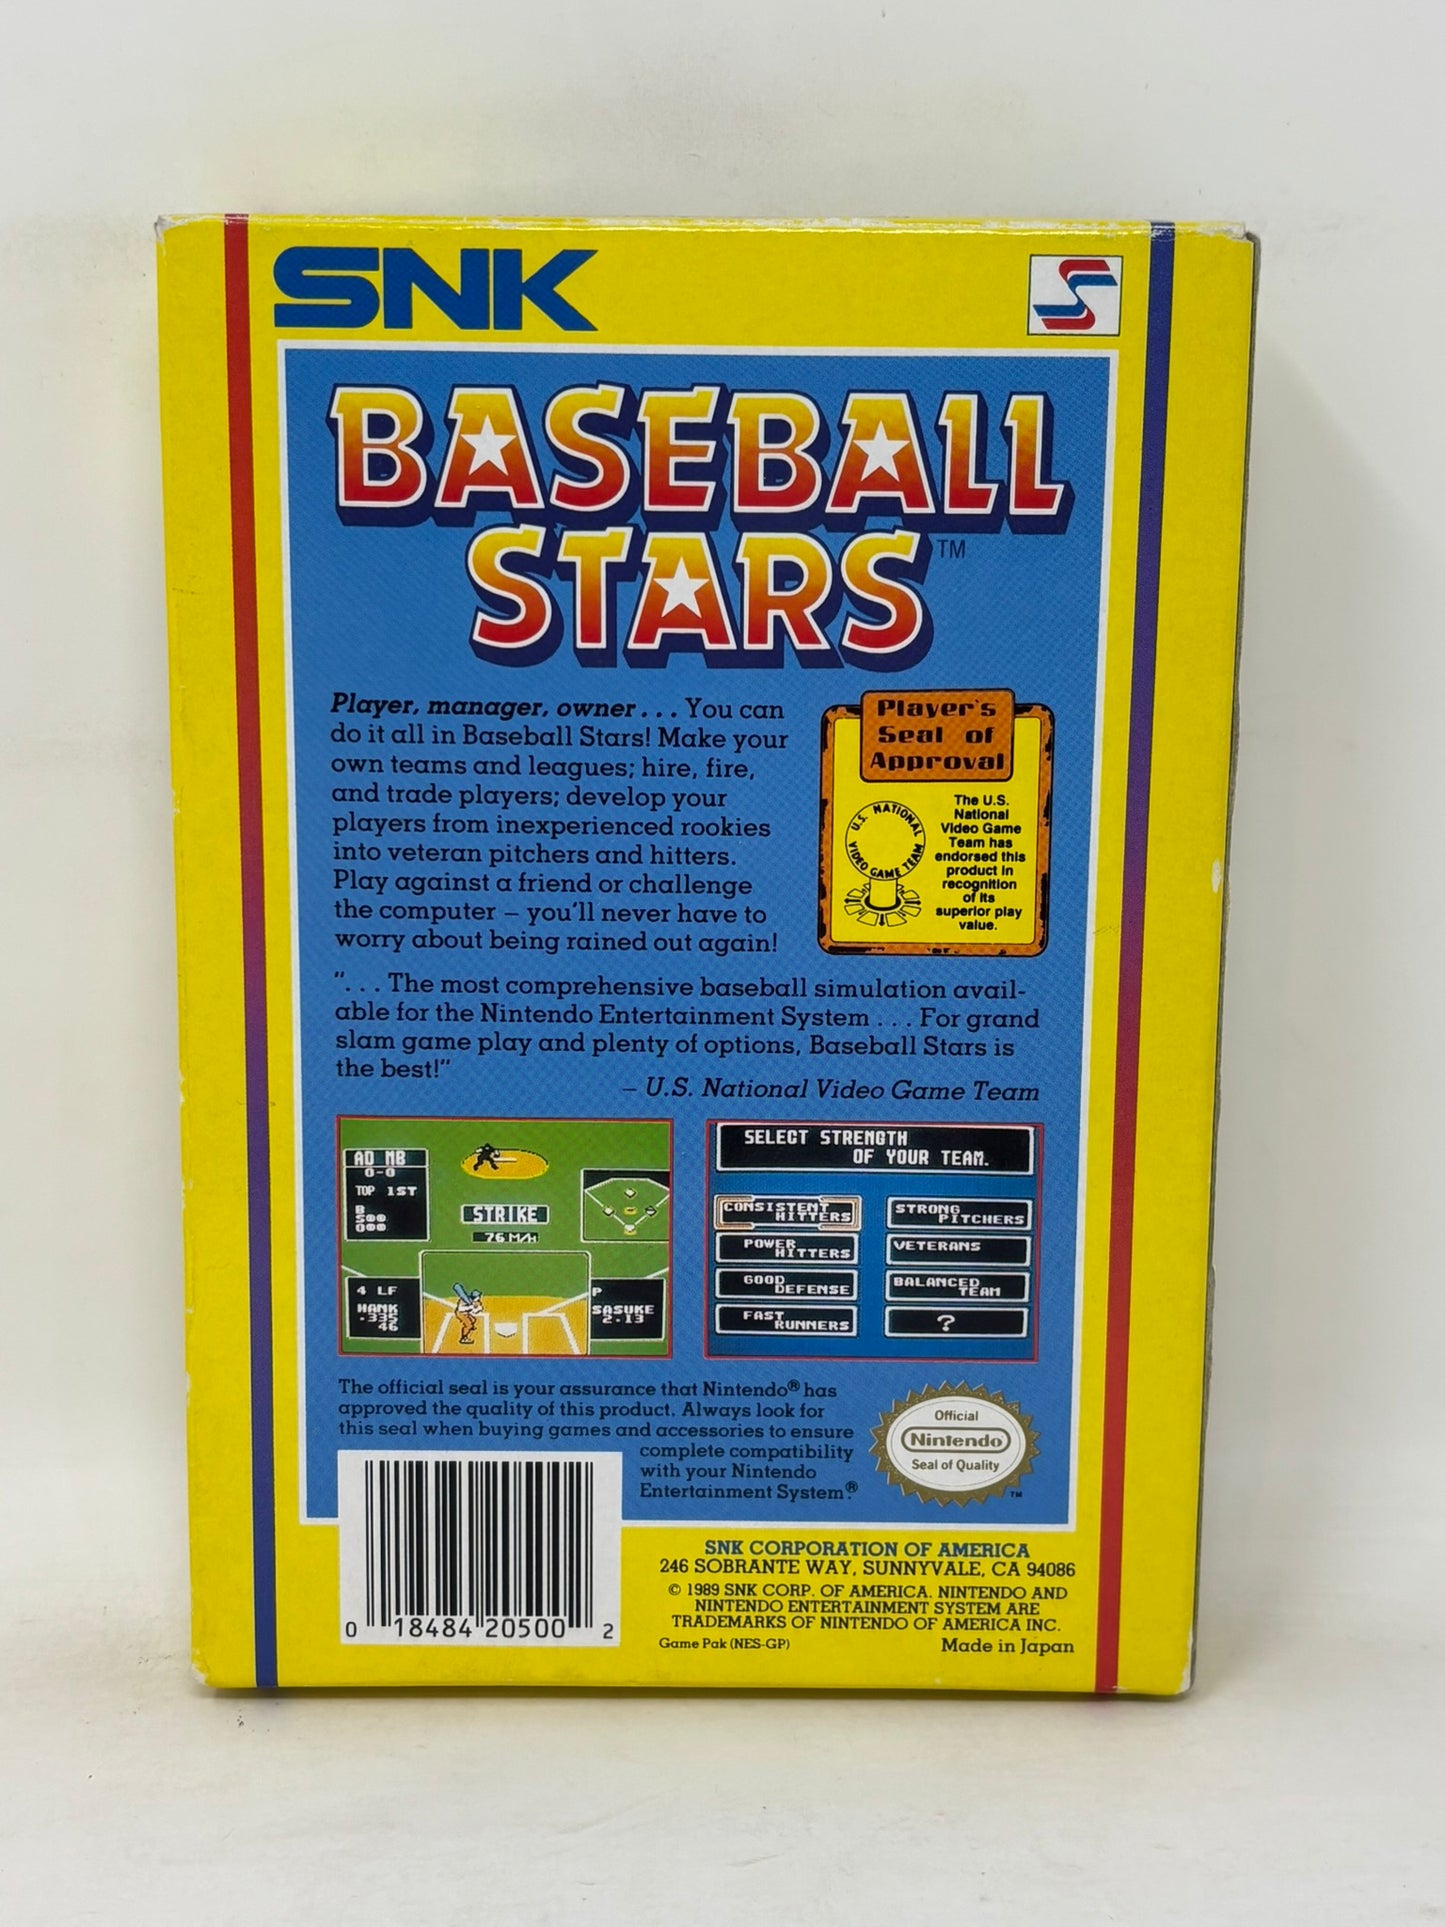 SNK
S
BASEBALL
STARS™
Player, manager, owner . . . You can
do it all in Baseball Stars! Make your
own teams and leagues; hire, fire,
and trade players; develop your
players from inexperienced rookies
into veteran pitchers and hitters.
Play against a friend or challenge
the computer – you'll never have to
worry about being rained out again!
Player's
Seal of
Approval
U.S. NATIONAL
VIDEO GAME TEAM
The U.S.
National
Video Game
Team has
endorsed this
product in
recognition
of its
superior play
value.
". . . The most comprehensive baseball simulation avail-
able for the Nintendo Entertainment System . . . For grand
slam game play and plenty of options, Baseball Stars is
the best!"
– U.S. National Video Game Team
AD NB
0-0
TOP 1ST
B
S
O
STRIKE
76 M/H
4 LF
HANK
.335
46
P
SASUKE
2.13
SELECT STRENGTH
OF YOUR TEAM.
CONSISTENT
HITTERS
STRONG
PITCHERS
POWER
HITTERS
VETERANS
GOOD
DEFENSE
BALANCED
TEAM
FAST
RUNNERS
?
The official seal is your assurance that Nintendo® has
approved the quality of this product. Always look for
this seal when buying games and accessories to ensure
complete compatibility
with your Nintendo
Entertainment System.®
Official
Nintendo
Seal of Quality
TM
0 18484 20500 2
SNK CORPORATION OF AMERICA
246 SOBRANTE WAY, SUNNYVALE, CA 94086
© 1989 SNK CORP. OF AMERICA. NINTENDO AND
NINTENDO ENTERTAINMENT SYSTEM ARE
TRADEMARKS OF NINTENDO OF AMERICA INC.
Game Pak (NES-GP)
Made in Japan